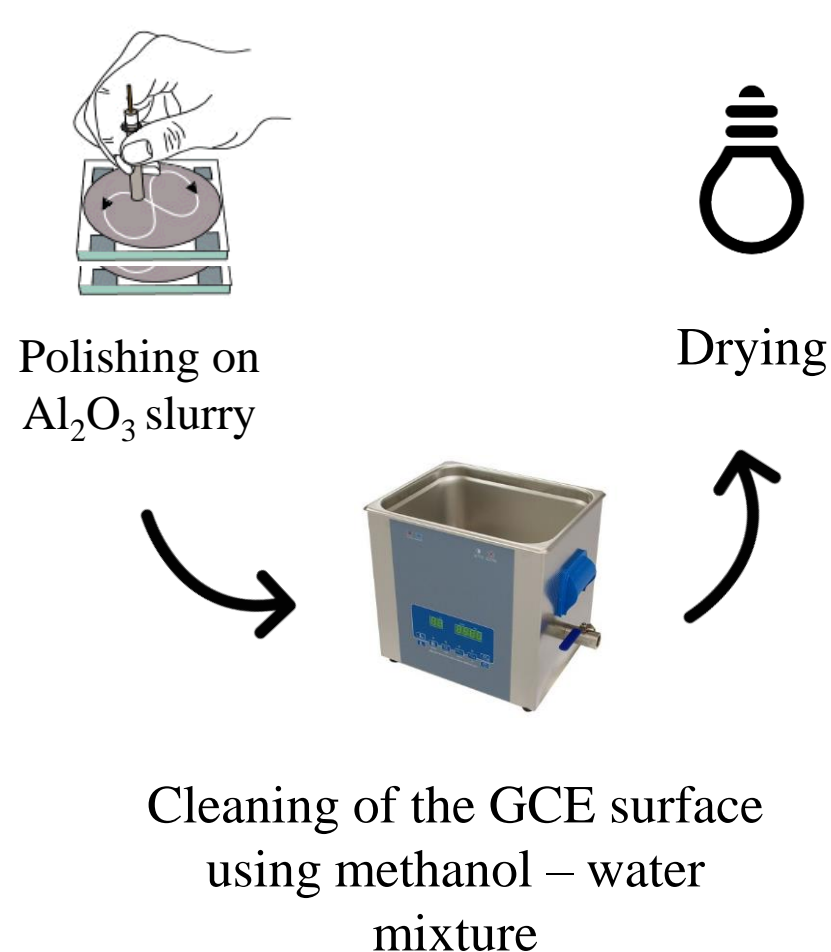 Polishing on
Al₂O₃ slurry
Drying
Cleaning of the GCE surface
using methanol – water
mixture